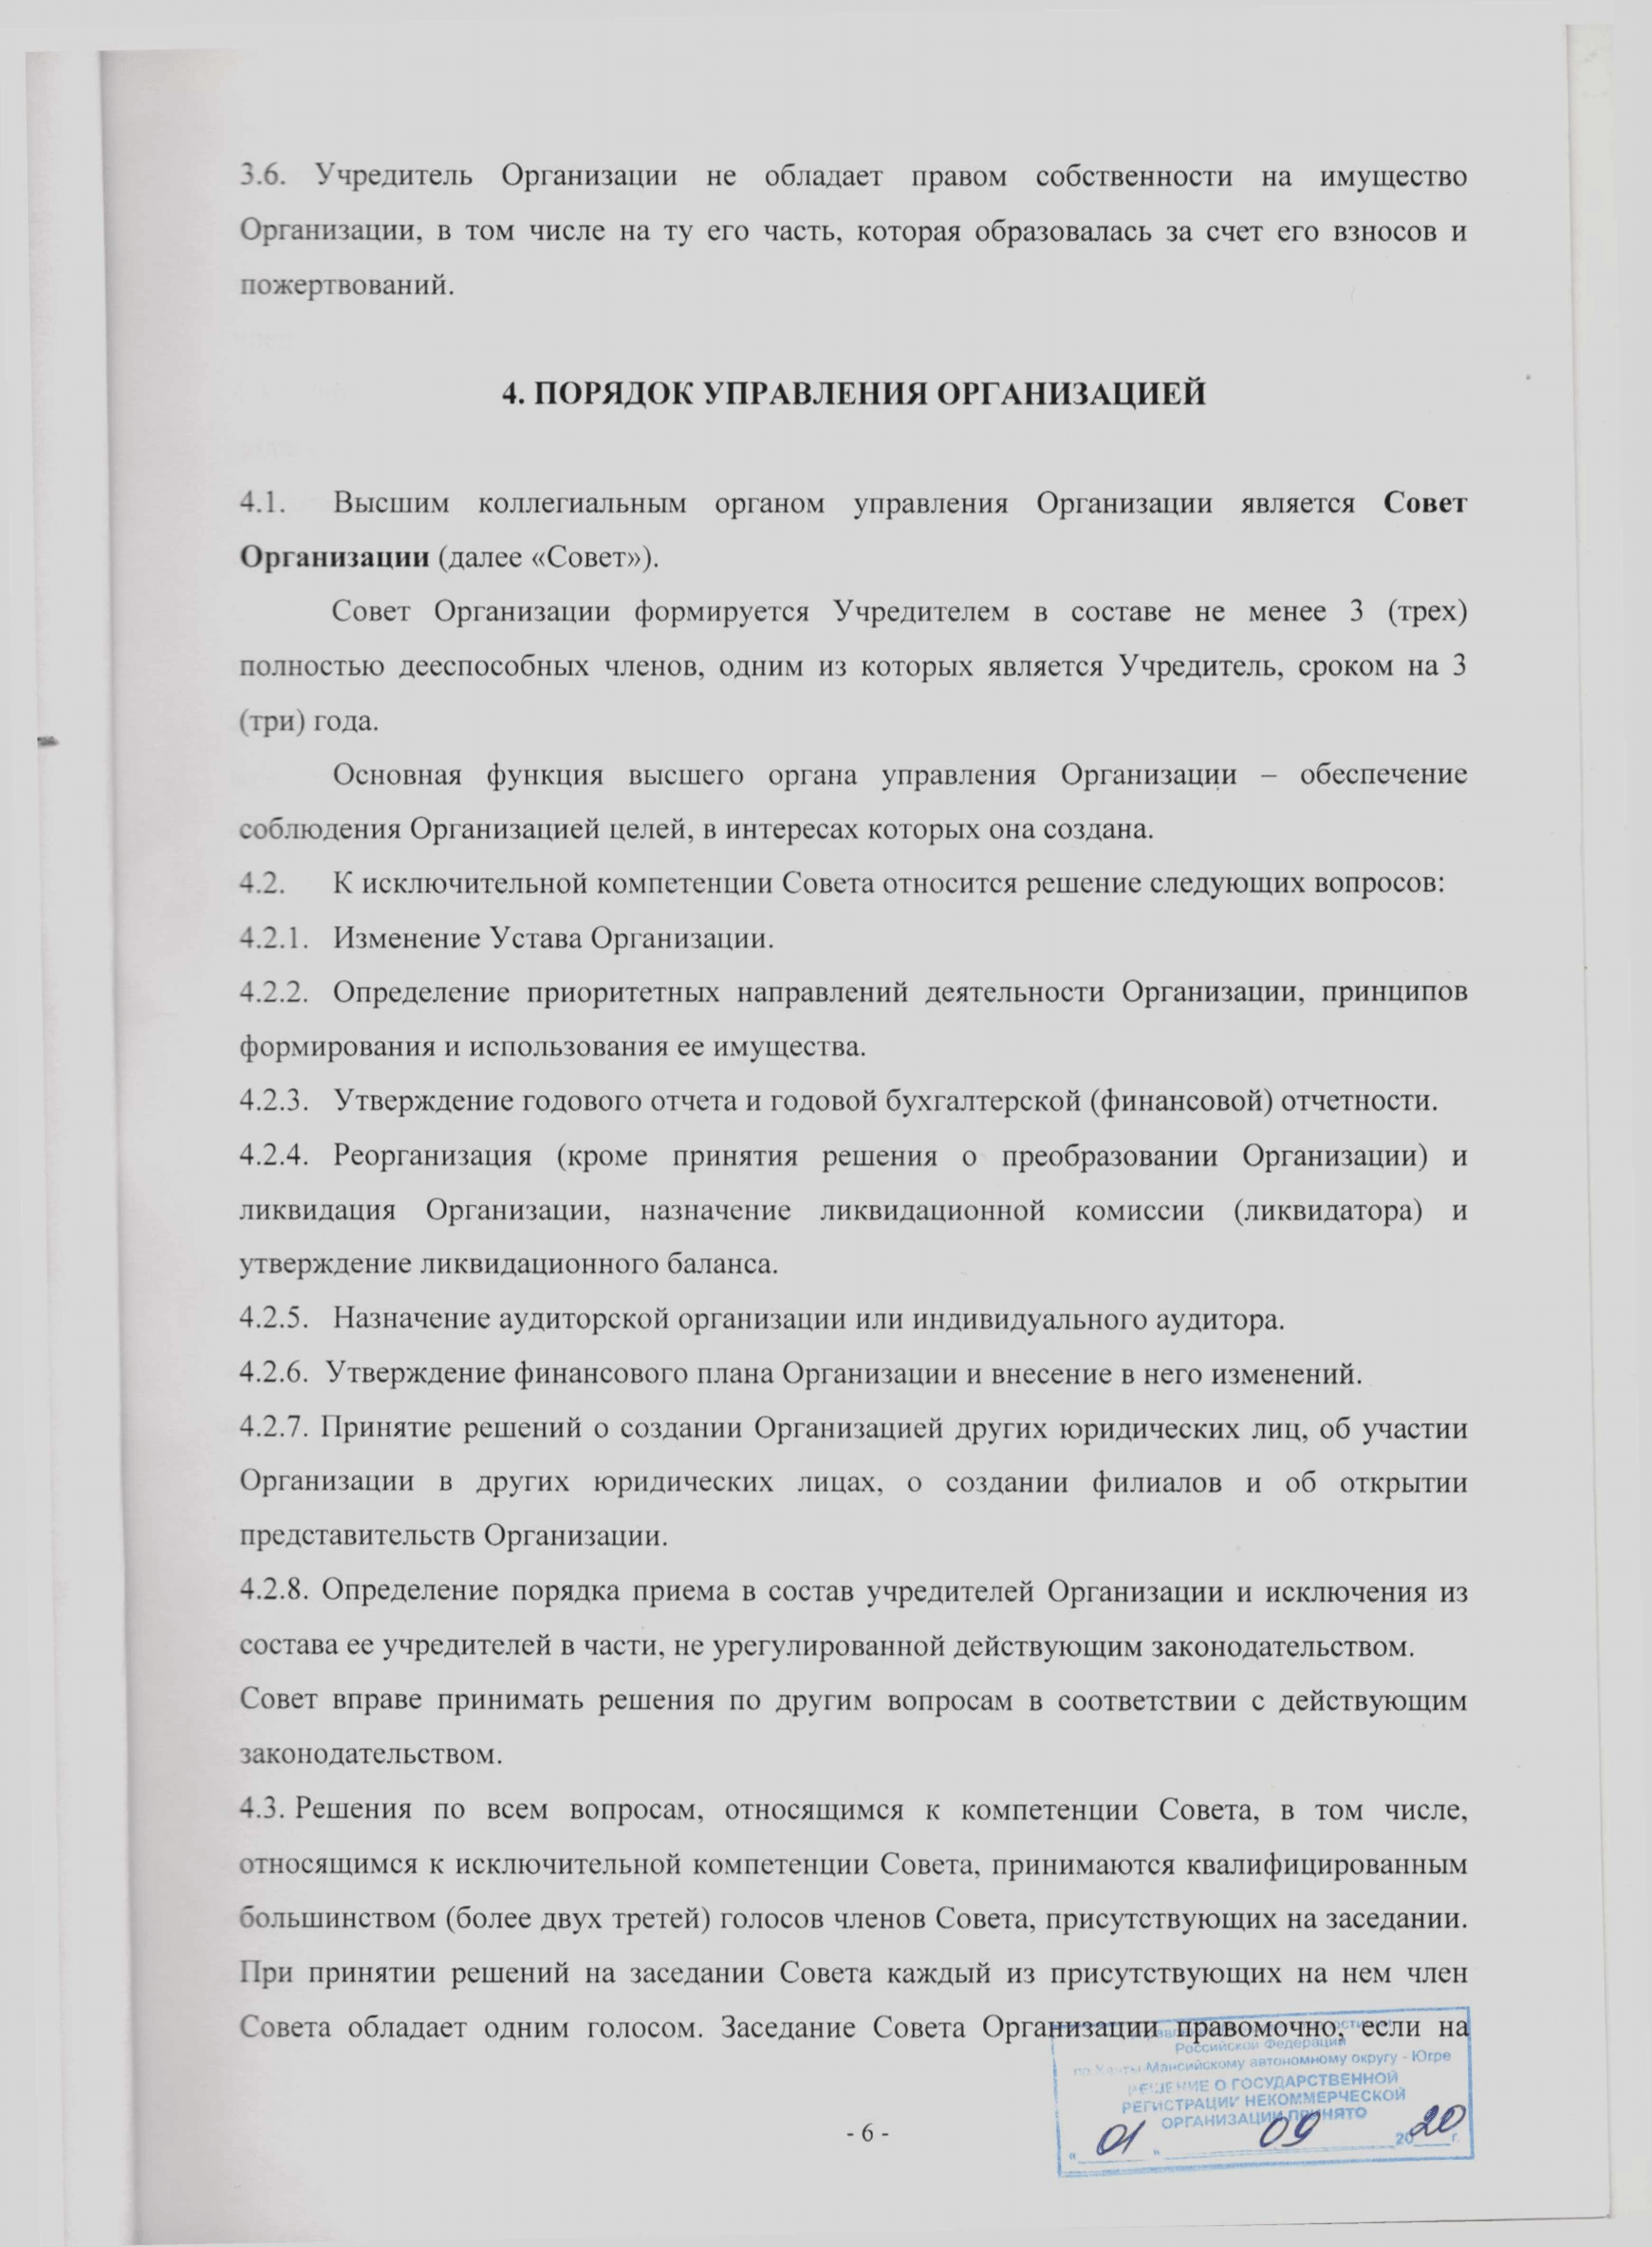 3.6. Учредитель Организации не обладает правом собственности на имущество
Организации, в том числе на ту его часть, которая образовалась за счет его взносов и
пожертвований.
4. ПОРЯДОК УПРАВЛЕНИЯ ОРГАНИЗАЦИЕЙ
4.1. Высшим коллегиальным органом управления Организации является Совет
Организации (далее «Совет»).
Совет Организации формируется Учредителем в составе не менее 3 (трех)
полностью дееспособных членов, одним из которых является Учредитель, сроком на 3
(три) года.
Основная функция высшего органа управления Организации – обеспечение
соблюдения Организацией целей, в интересах которых она создана.
4.2. К исключительной компетенции Совета относится решение следующих вопросов:
4.2.1. Изменение Устава Организации.
4.2.2. Определение приоритетных направлений деятельности Организации, принципов
формирования и использования ее имущества.
4.2.3. Утверждение годового отчета и годовой бухгалтерской (финансовой) отчетности.
4.2.4. Реорганизация (кроме принятия решения о преобразовании Организации) и
ликвидация Организации, назначение ликвидационной комиссии (ликвидатора) и
утверждение ликвидационного баланса.
4.2.5. Назначение аудиторской организации или индивидуального аудитора.
4.2.6. Утверждение финансового плана Организации и внесение в него изменений.
4.2.7. Принятие решений о создании Организацией других юридических лиц, об участии
Организации в других юридических лицах, о создании филиалов и об открытии
представительств Организации.
4.2.8. Определение порядка приема в состав учредителей Организации и исключения из
состава ее учредителей в части, не урегулированной действующим законодательством.
Совет вправе принимать решения по другим вопросам в соответствии с действующим
законодательством.
4.3. Решения по всем вопросам, относящимся к компетенции Совета, в том числе,
относящимся к исключительной компетенции Совета, принимаются квалифицированным
большинством (более двух третей) голосов членов Совета, присутствующих на заседании.
При принятии решений на заседании Совета каждый из присутствующих на нем член
Совета обладает одним голосом. Заседание Совета Организации правомочно, если на
Российской Федерации
по Ханты-Мансийскому автономному округу - Югре
РЕШЕНИЕ О ГОСУДАРСТВЕННОЙ
РЕГИСТРАЦИИ НЕКОММЕРЧЕСКОЙ
ОРГАНИЗАЦИИ ПРИНЯТО
« 01 » 09 2020 г.
- 6 -